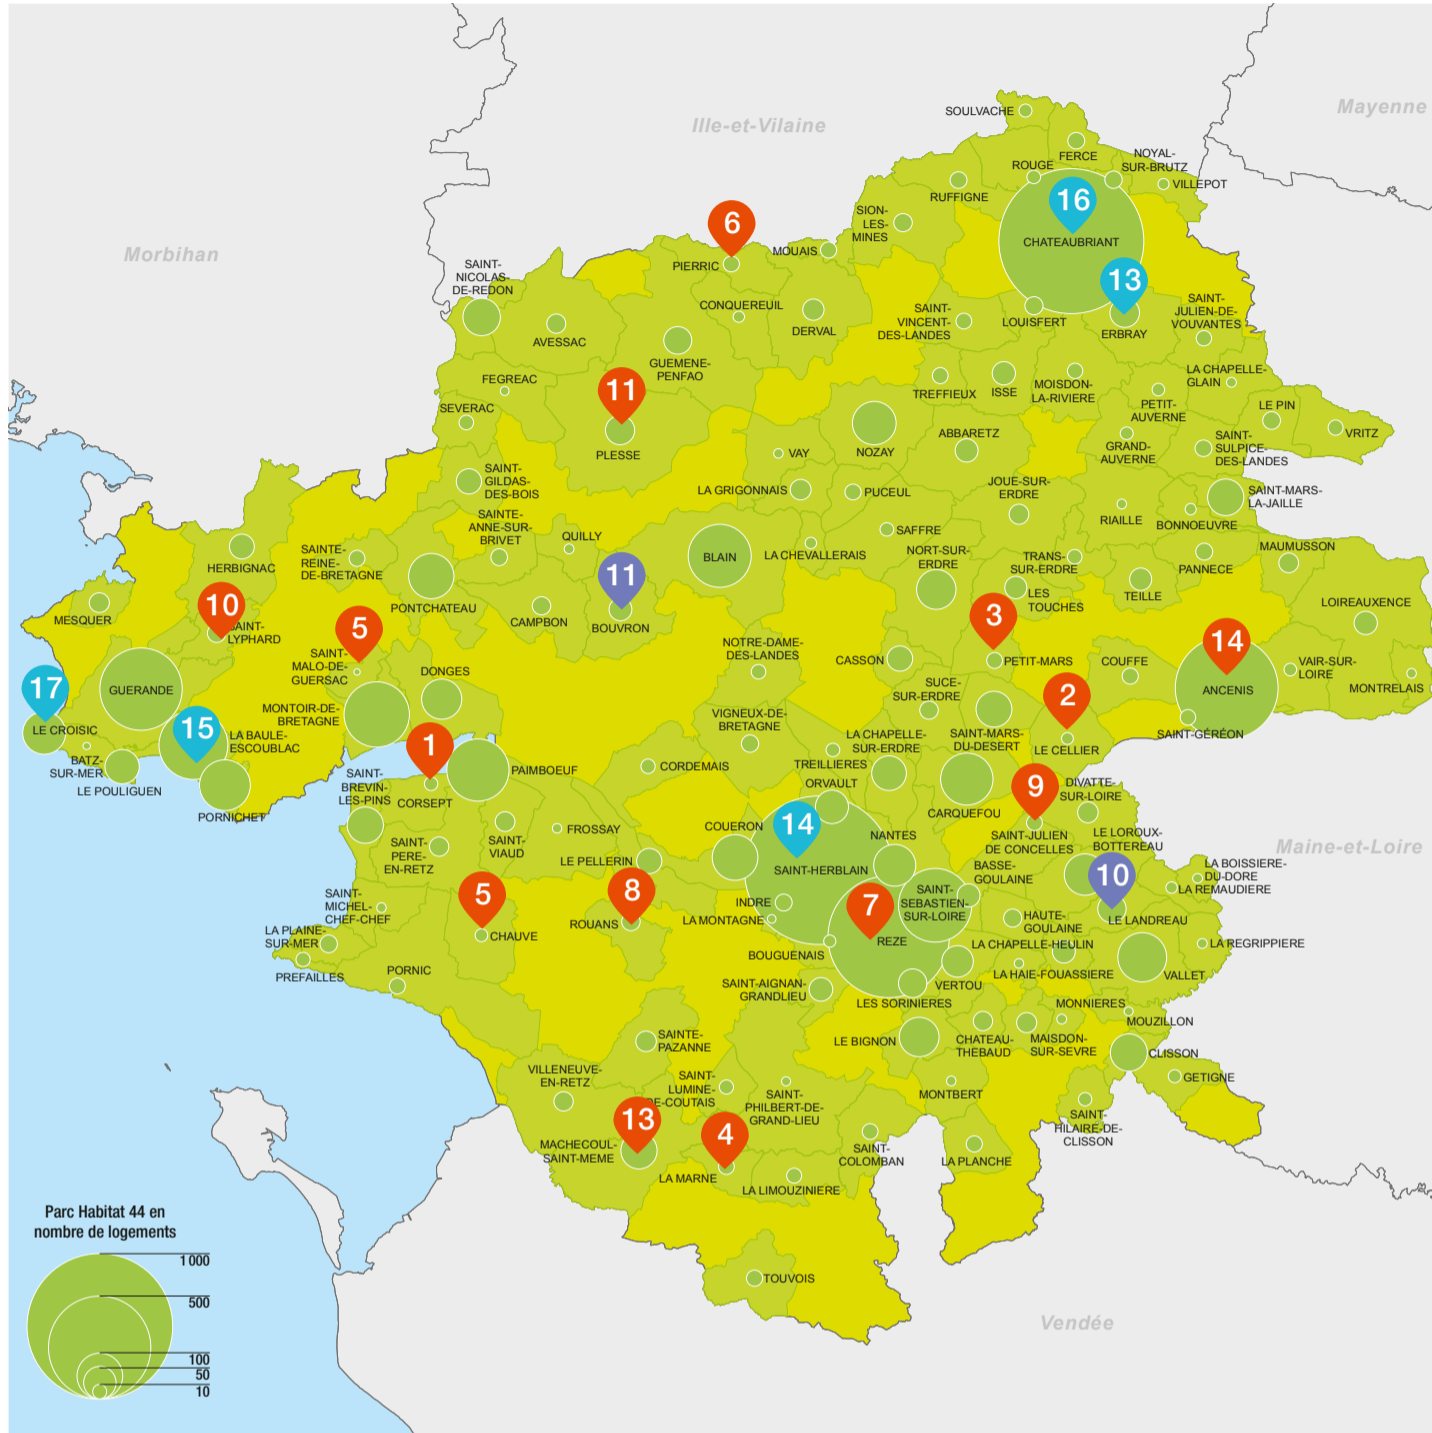 Ille-et-Vilaine
Mayenne
Morbihan
Maine-et-Loire
Vendée
SOULVACHE
FERCE
ROUGE
NOYAL-
SUR-BRUTZ
VILLEPOT
RUFFIGNE
16
CHATEAUBRIANT
SION-
LES-
MINES
6
MOUAIS
PIERRIC
13
ERBRAY
SAINT-
NICOLAS-
DE-REDON
CONQUEREUIL
DERVAL
SAINT-
VINCENT-
DES-LANDES
LOUISFERT
SAINT-
JULIEN-DE-
VOUVANTES
AVESSAC
GUEMENE-
PENFAO
FEGREAC
11
PLESSE
TREFFIEUX
ISSE
MOISDON-
LA-RIVIERE
LA CHAPELLE-
GLAIN
PETIT-
AUVERNE
LE PIN
VRITZ
SEVERAC
NOZAY
ABBARETZ
GRAND-
AUVERNE
SAINT-
SULPICE-
DES-LANDES
VAY
SAINT-
GILDAS-
DES-BOIS
LA GRIGONNAIS
PUCEUL
JOUE-SUR-
ERDRE
SAINT-MARS-
LA-JAILLE
RIAILLE
BONNOEUVRE
SAINTE-
ANNE-SUR-
BRIVET
QUILLY
SAFFRE
BLAIN
LA CHEVALLERAIS
NORT-SUR-
ERDRE
TRANS-
SUR-ERDRE
PANNECE
MAUMUSSON
HERBIGNAC
SAINTE-
REINE-
DE-BRETAGNE
PONTCHATEAU
CAMPBON
11
BOUVRON
LES
TOUCHES
TEILLE
LOIREAUXENCE
MESQUER
10
SAINT-
LYPHARD
5
SAINT-
MALO-DE-
GUERSAC
3
PETIT-MARS
14
ANCENIS
NOTRE-DAME-
DES-LANDES
CASSON
COUFFE
VAIR-SUR-
LOIRE
MONTRELAIS
GUERANDE
DONGES
SUCE-
SUR-ERDRE
2
LE CELLIER
SAINT-GÉRÉON
17
LE CROISIC
15
LA BAULE-
ESCOUBLAC
MONTOIR-DE-
BRETAGNE
VIGNEUX-DE-
BRETAGNE
SAINT-MARS-
DU-DESERT
BATZ-
SUR-MER
LE POULIGUEN
PORNICHET
1
CORSEPT
PAIMBOEUF
CORDEMAIS
TREILLIERES
LA CHAPELLE-
SUR-ERDRE
SAINT-
BREVIN-
LES-PINS
ORVAULT
CARQUEFOU
9
SAINT-JULIEN
DE CONCELLES
DIVATTE-
SUR-LOIRE
SAINT-
VIAUD
FROSSAY
COUERON
14
SAINT-HERBLAIN
NANTES
LE LOROUX-
BOTTEREAU
SAINT-
PERE-
EN-RETZ
LE PELLERIN
BASSE-
GOULAINE
10
LE LANDREAU
LA BOISSIERE-
DU-DORE
LA REMAUDIERE
SAINT-
MICHEL-
CHEF-CHEF
5
CHAUVE
8
ROUANS
INDRE
LA MONTAGNE
7
REZE
SAINT-
SEBASTIEN-
SUR-LOIRE
HAUTE-
GOULAINE
LA PLAINE-
SUR-MER
PREFAILLES
BOUGUENAIS
LA CHAPELLE-HEULIN
LA REGRIPPIERE
PORNIC
VERTOU
LA HAIE-FOUASSIERE
VALLET
SAINT-AIGNAN-
GRANDLIEU
LES SORINIERES
MONNIERES
MOUZILLON
SAINTE-
PAZANNE
LE BIGNON
CHATEAU-
THEBAUD
MAISDON-
SUR-SEVRE
CLISSON
GETIGNE
VILLENEUVE-
EN-RETZ
SAINT-
LUMINE-
DE-COUTAIS
SAINT-
PHILBERT-DE-
GRAND-LIEU
MONTBERT
SAINT-
HILAIRE-DE-
CLISSON
13
MACHECOUL-
SAINT-MEME
4
LA MARNE
LA LIMOUZINIERE
SAINT-
COLOMBAN
LA PLANCHE
TOUVOIS
Parc Habitat 44 en
nombre de logements
1 000
500
100
50
10